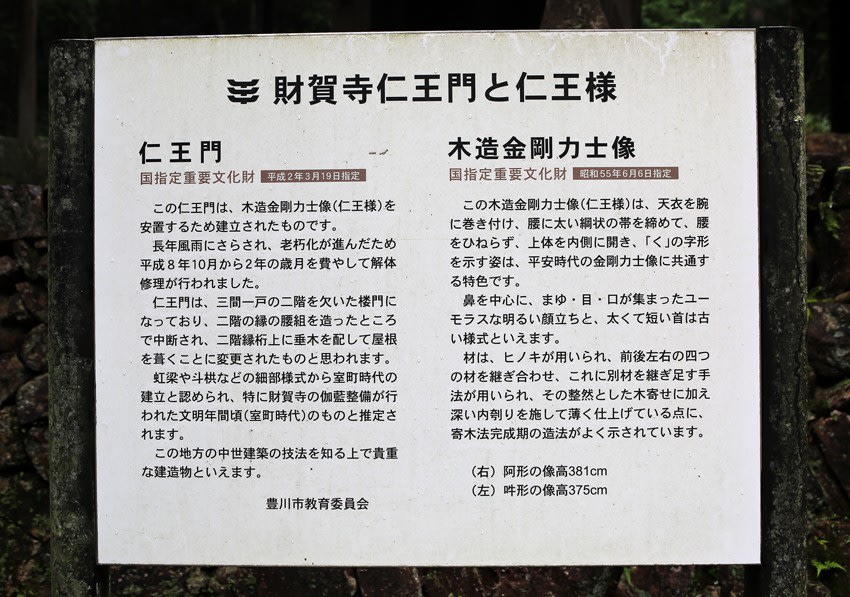 財賀寺仁王門と仁王様
仁王門
国指定重要文化財 平成2年3月19日指定
この仁王門は、木造金剛力士像(仁王様)を
安置するため建立されたものです。
長年風雨にさらされ、老朽化が進んだため
平成8年10月から2年の歳月を費やして解体
修理が行われました。
仁王門は、三間一戸の二階を欠いた楼門に
なっており、二階の縁の腰組を造ったところ
で中断され、二階縁桁上に垂木を配して屋根
を葺くことに変更されたものと思われます。
虹梁や斗栱などの細部様式から室町時代の
建立と認められ、特に財賀寺の伽藍整備が行
われた文明年間頃(室町時代)のものと推定さ
れます。
この地方の中世建築の技法を知る上で貴重
な建造物といえます。
豊川市教育委員会
木造金剛力士像
国指定重要文化財 昭和55年6月6日指定
この木造金剛力士像(仁王様)は、天衣を腕
に巻き付け、腰に太い綱状の帯を締めて、腰
をひねらず、上体を内側に開き、「く」の字形
を示す姿は、平安時代の金剛力士像に共通す
る特色です。
鼻を中心に、まゆ・目・口が集まったユー
モラスな明るい顔立ちと、太くて短い首は古
い様式といえます。
材は、ヒノキが用いられ、前後左右の四つ
の材を継ぎ合わせ、これに別材を継ぎ足す手
法が用いられ、その整然とした木寄せに加え
深い内刳りを施して薄く仕上げている点に、
寄木法完成期の造法がよく示されています。
(右)阿形の像高381cm
(左)吽形の像高375cm